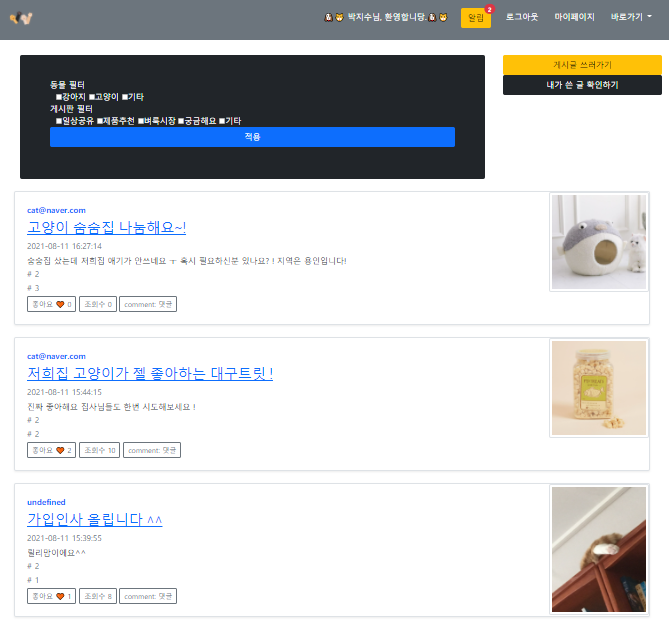 박지수님, 환영합니당.
알림 2
로그아웃
마이페이지
바로가기
동물 필터
강아지 고양이 기타
게시판 필터
일상공유 제품추천 벼룩시장 궁금해요 기타
적용
게시글 쓰러가기
내가 쓴 글 확인하기
cat@naver.com
고양이 숨숨집 나눔해요~!
2021-08-11 16:27:14
숨숨집 샀는데 저희집 애기가 안쓰네요 ㅜ 혹시 필요하신분 있나요? ! 지역은 용인입니다!
# 2
# 3
좋아요 🧡 0 조회수 0 comment: 댓글
cat@naver.com
저희집 고양이가 젤 좋아하는 대구트릿 !
2021-08-11 15:44:15
진짜 좋아해요 집사님들도 한번 시도해보세요 !
# 2
# 2
좋아요 🧡 2 조회수 10 comment: 댓글
undefined
가입인사 올립니다 ^^
2021-08-11 15:39:55
릴리맘이에요^^
# 2
# 1
좋아요 🧡 1 조회수 8 comment: 댓글